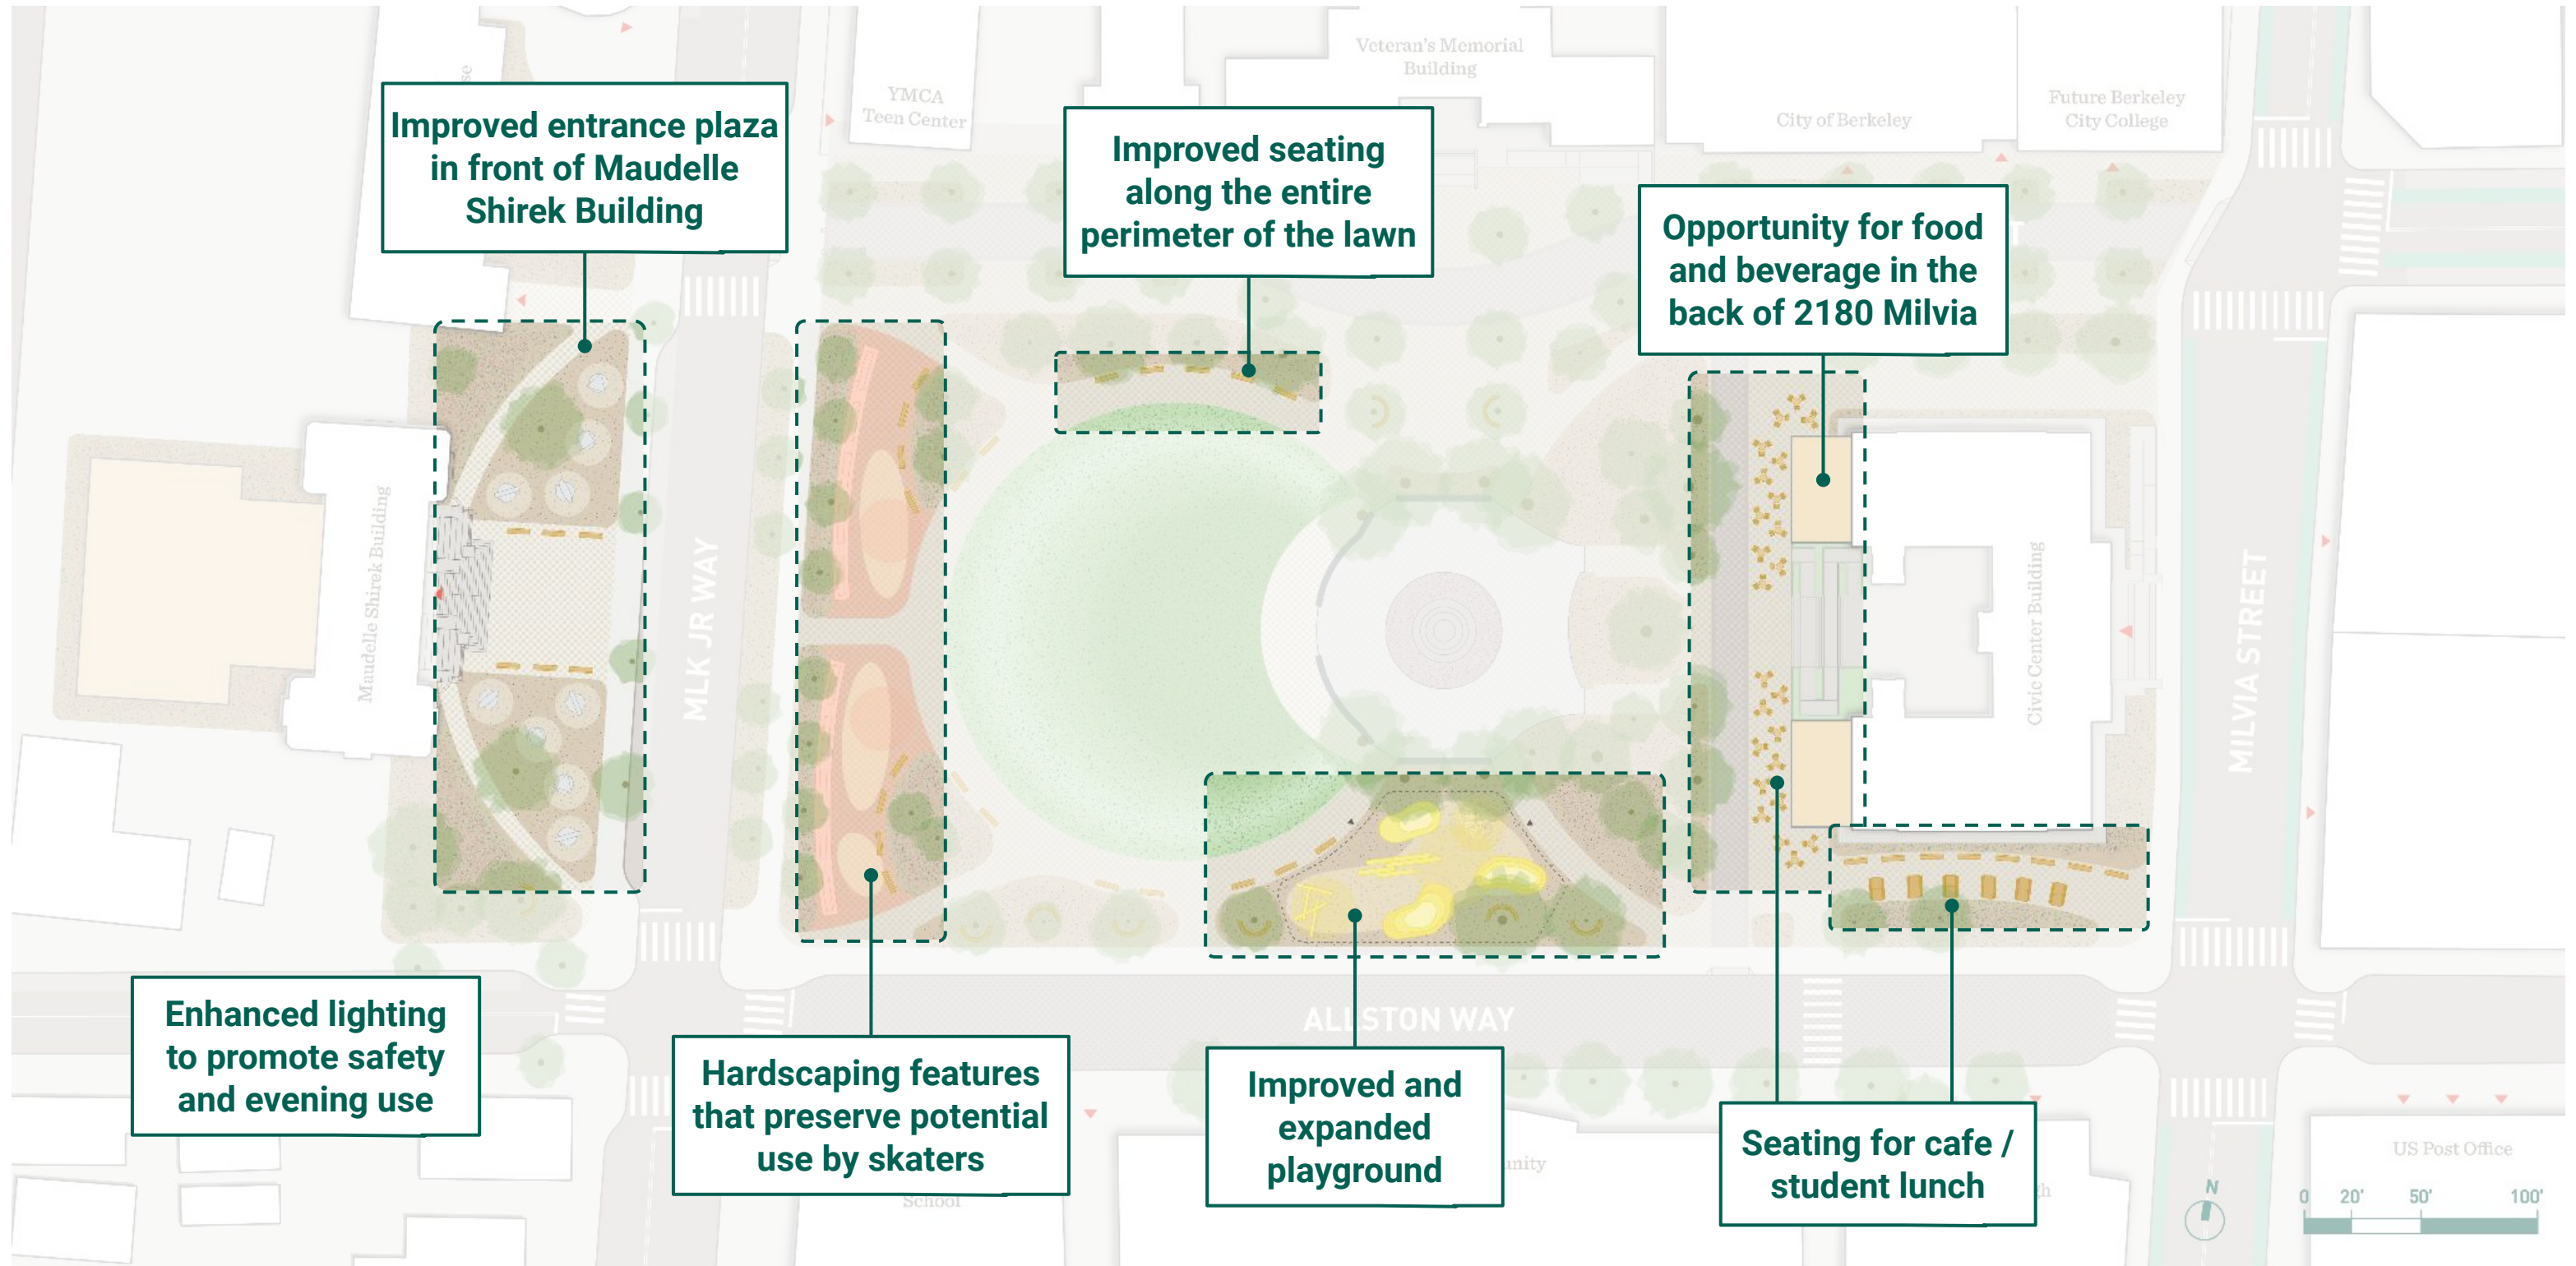 Veteran's Memorial
Building
YMCA
Teen Center
City of Berkeley
Future Berkeley
City College
Improved entrance plaza
in front of Maudelle
Shirek Building
Improved seating
along the entire
perimeter of the lawn
Opportunity for food
and beverage in the
back of 2180 Milvia
Maudelle Shirek Building
MLK JR WAY
Civic Center Building
MILVIA STREET
ALLSTON WAY
Enhanced lighting
to promote safety
and evening use
Hardscaping features
that preserve potential
use by skaters
School
Improved and
expanded
playground
Seating for cafe /
student lunch
US Post Office
N
0 20' 50' 100'